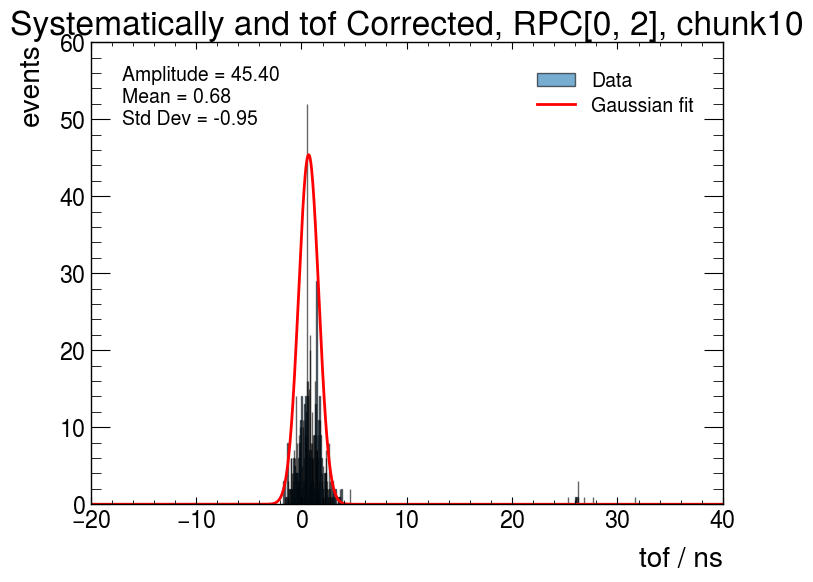 Systematically and tof Corrected, RPC[0, 2], chunk10
events
60
50
40
30
20
10
0
Amplitude = 45.40
Mean = 0.68
Std Dev = -0.95
Data
Gaussian fit
−20 −10 0 10 20 30 40
tof / ns